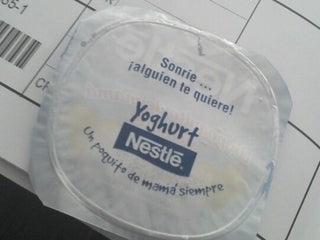 Sonríe ...
¡alguien te quiere!
Yoghurt
Nestlé
Un poquito de mamá siempre